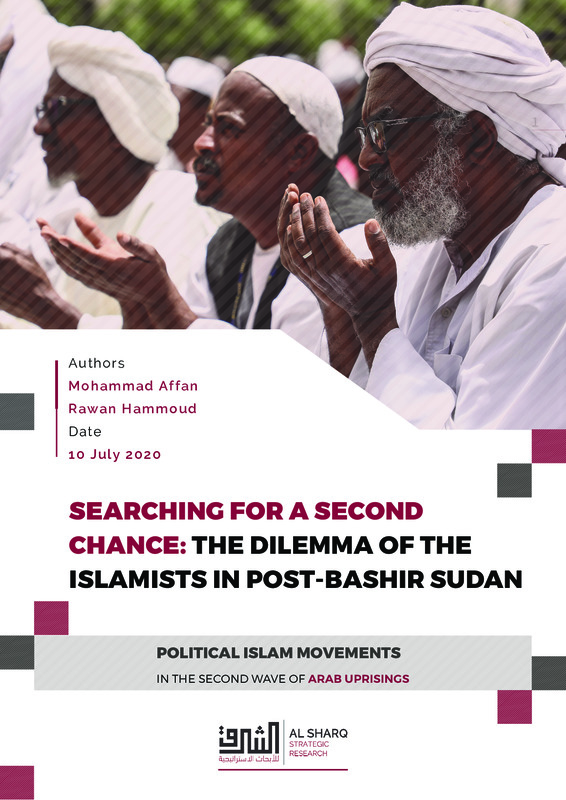 1
Authors
Mohammad Affan
Rawan Hammoud
Date
10 July 2020
SEARCHING FOR A SECOND
CHANCE: THE DILEMMA OF THE
ISLAMISTS IN POST-BASHIR SUDAN
POLITICAL ISLAM MOVEMENTS
IN THE SECOND WAVE OF ARAB UPRISINGS
الشرق
للأبحاث الاستراتيجية
AL SHARQ
STRATEGIC
RESEARCH